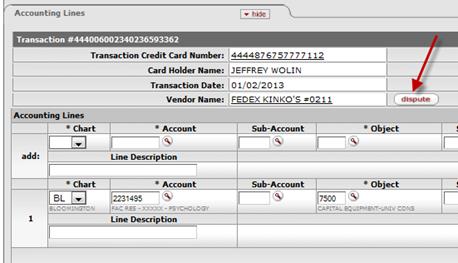 Accounting Lines
hide
Transaction #444006002340236593362
Transaction Credit Card Number: 4444876757777112
Card Holder Name: JEFFREY WOLIN
Transaction Date: 01/02/2013
Vendor Name: FEDEX KINKO'S #0211
dispute
Accounting Lines
* Chart * Account Sub-Account * Object S
add:
Line Description
* Chart * Account Sub-Account * Object S
1 BL 2231495 7500
BLOOMINGTON FAC RES - XXXXX - PSYCHOLOGY CAPITAL EQUIPMENT-UNIV CONS
Line Description